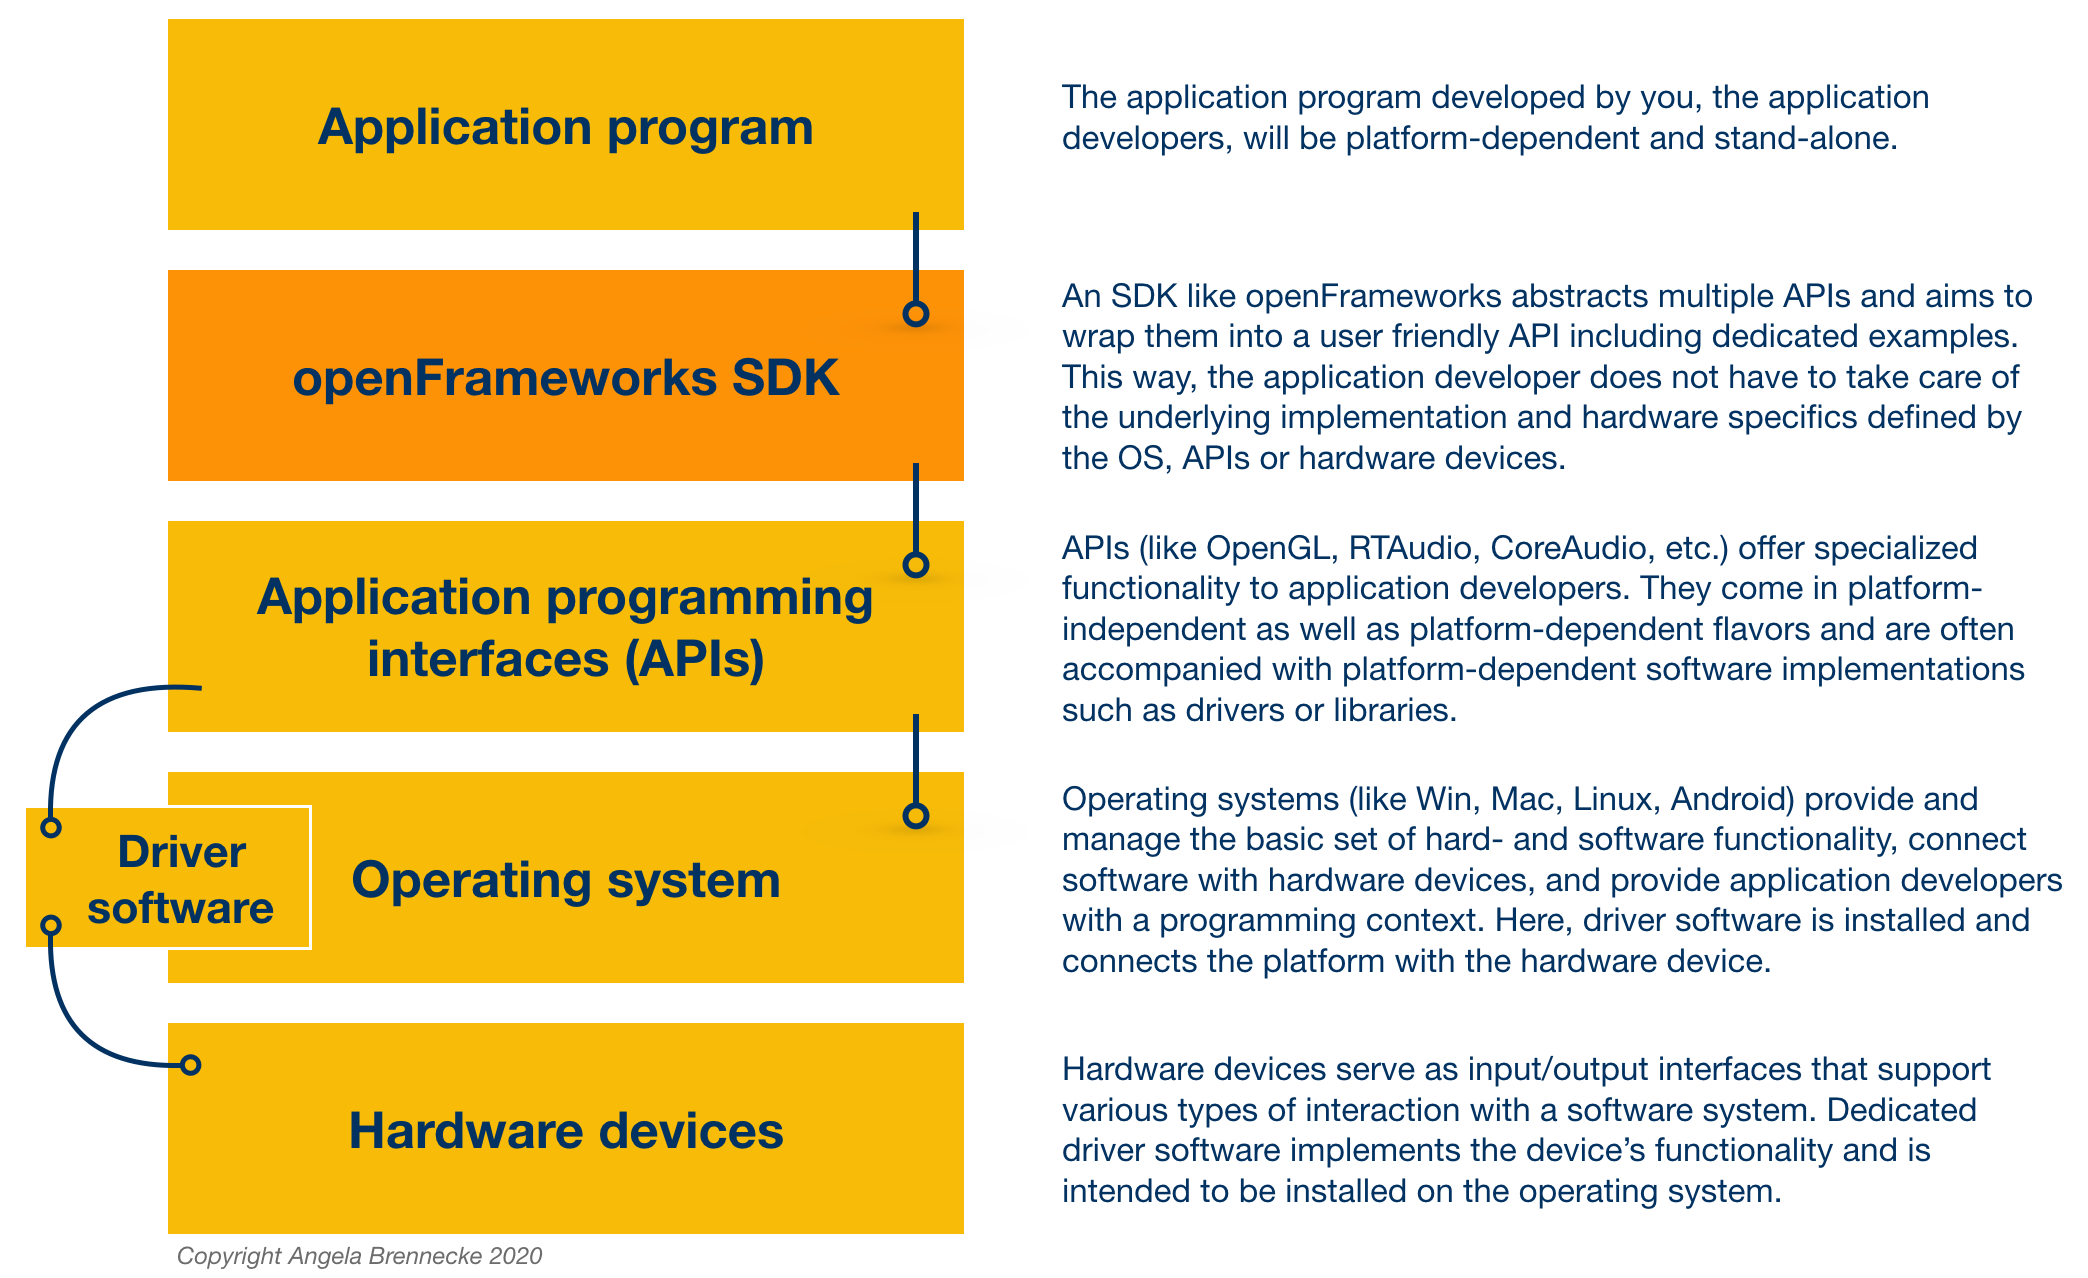 Application program
The application program developed by you, the application
developers, will be platform-dependent and stand-alone.
openFrameworks SDK
An SDK like openFrameworks abstracts multiple APIs and aims to
wrap them into a user friendly API including dedicated examples.
This way, the application developer does not have to take care of
the underlying implementation and hardware specifics defined by
the OS, APIs or hardware devices.
Application programming
interfaces (APIs)
APIs (like OpenGL, RTAudio, CoreAudio, etc.) offer specialized
functionality to application developers. They come in platform-
independent as well as platform-dependent flavors and are often
accompanied with platform-dependent software implementations
such as drivers or libraries.
Driver
software
Operating system
Operating systems (like Win, Mac, Linux, Android) provide and
manage the basic set of hard- and software functionality, connect
software with hardware devices, and provide application developers
with a programming context. Here, driver software is installed and
connects the platform with the hardware device.
Hardware devices
Hardware devices serve as input/output interfaces that support
various types of interaction with a software system. Dedicated
driver software implements the device’s functionality and is
intended to be installed on the operating system.
Copyright Angela Brennecke 2020